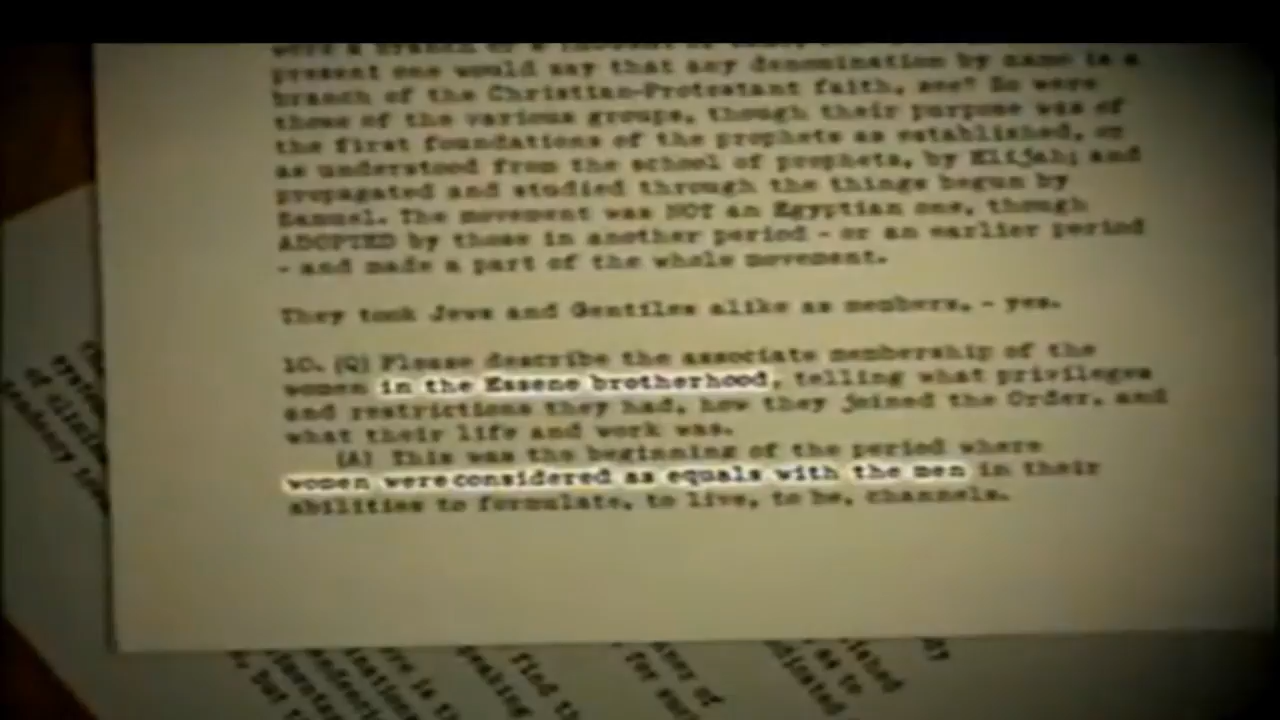 present one would say that any denomination by name is a
branch of the Christian-Protestant faith, see? So were
those of the various groups, though their purpose was of
the first foundations of the prophets as established, or
as understood from the school of prophets, by Elijah; and
propagated and studied through the things begun by
Samuel. The movement was NOT an Egyptian one, though
ADOPTED by those in another period - or an earlier period
- and made a part of the whole movement.
They took Jews and Gentiles alike as members, - yes.
10. (Q) Please describe the associate membership of the
women in the Essene brotherhood, telling what privileges
and restrictions they had, how they joined the Order, and
what their life and work was.
(A) This was the beginning of the period where
women were considered as equals with the men in their
abilities to formulate, to live, to be, channels.